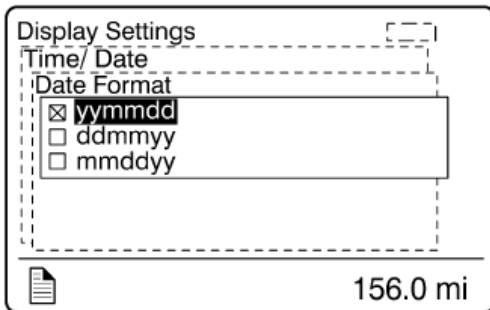 Display Settings
Time/ Date
Date Format
yymmdd
ddmmyy
mmddyy
156.0 mi